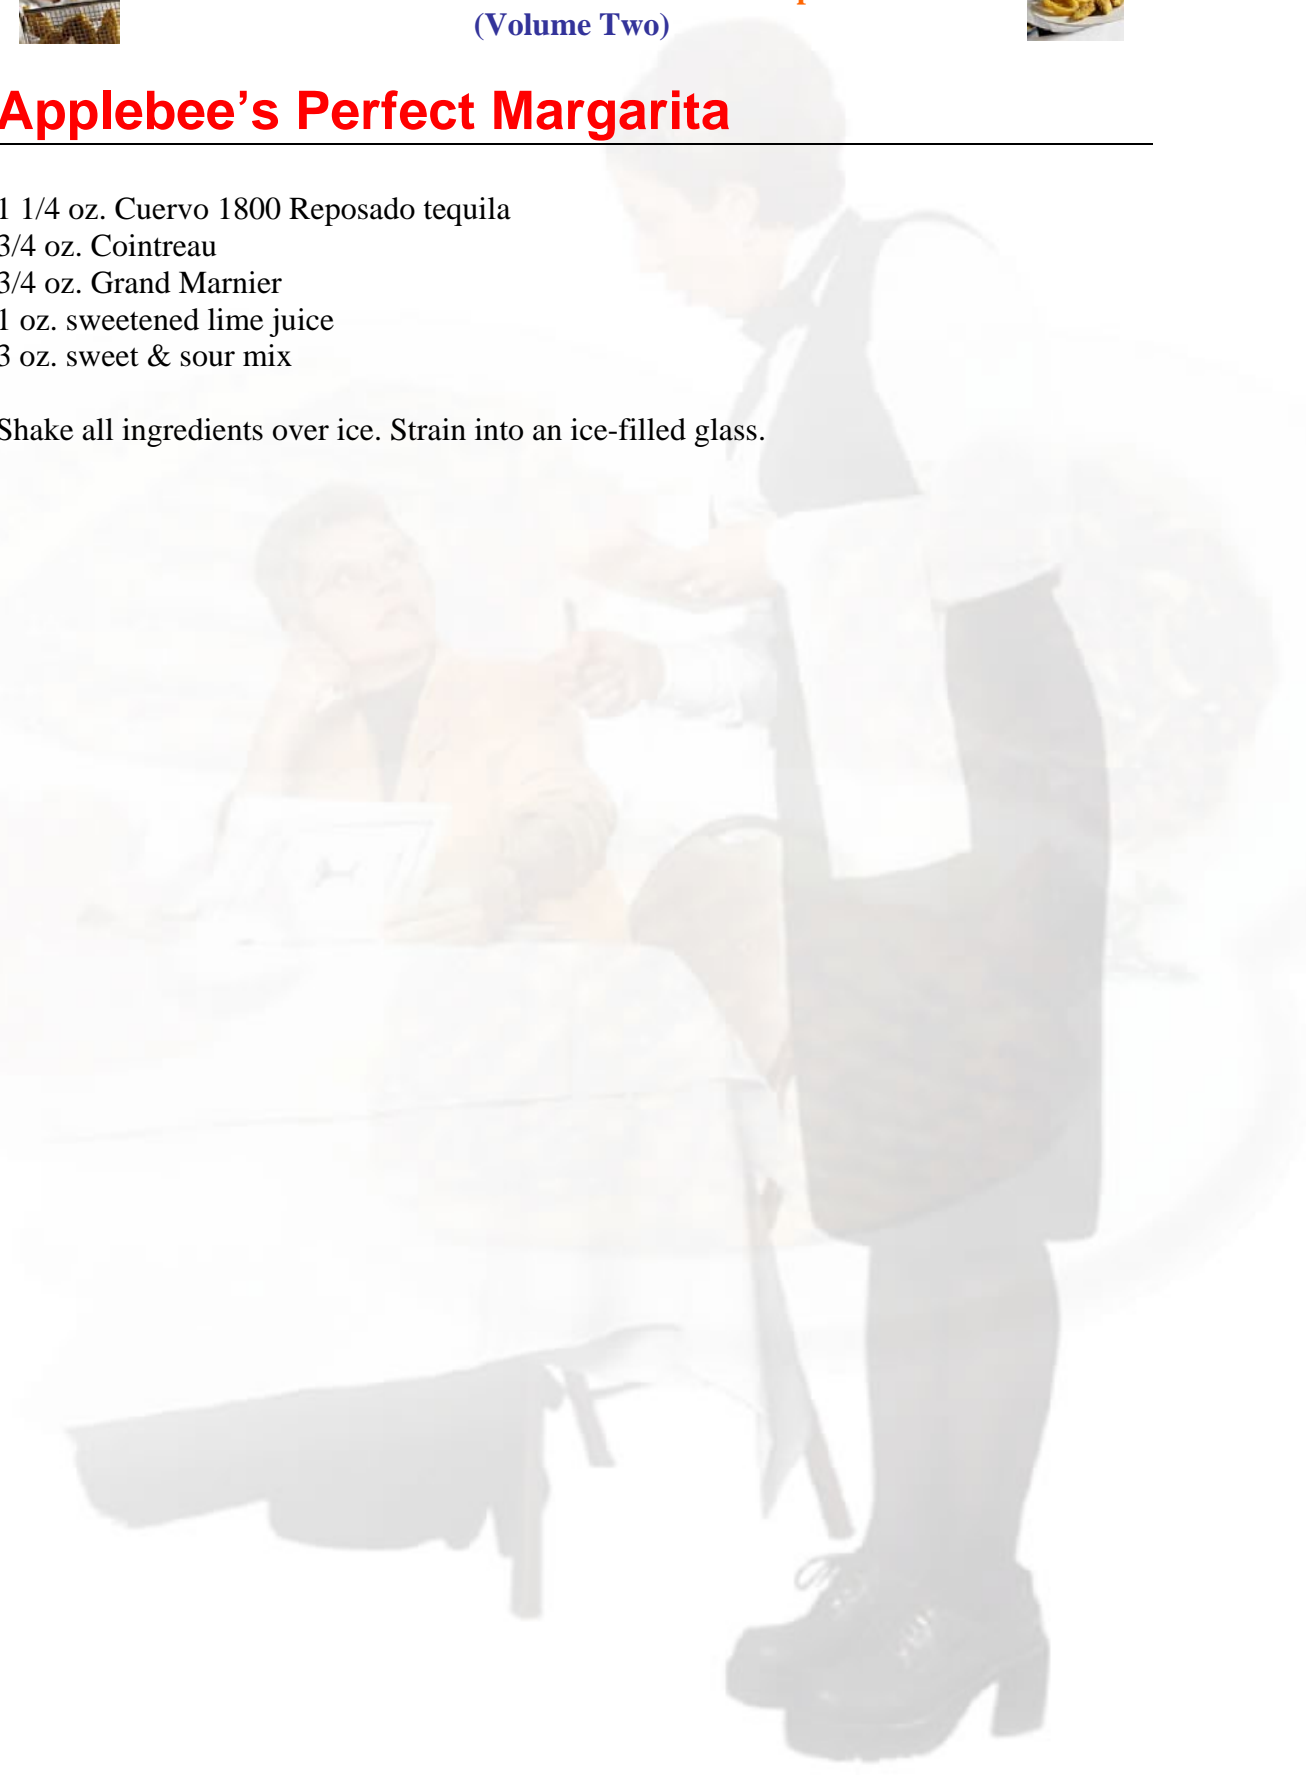 (Volume Two)
Applebee’s Perfect Margarita
1 1/4 oz. Cuervo 1800 Reposado tequila
3/4 oz. Cointreau
3/4 oz. Grand Marnier
1 oz. sweetened lime juice
3 oz. sweet & sour mix
Shake all ingredients over ice. Strain into an ice-filled glass.